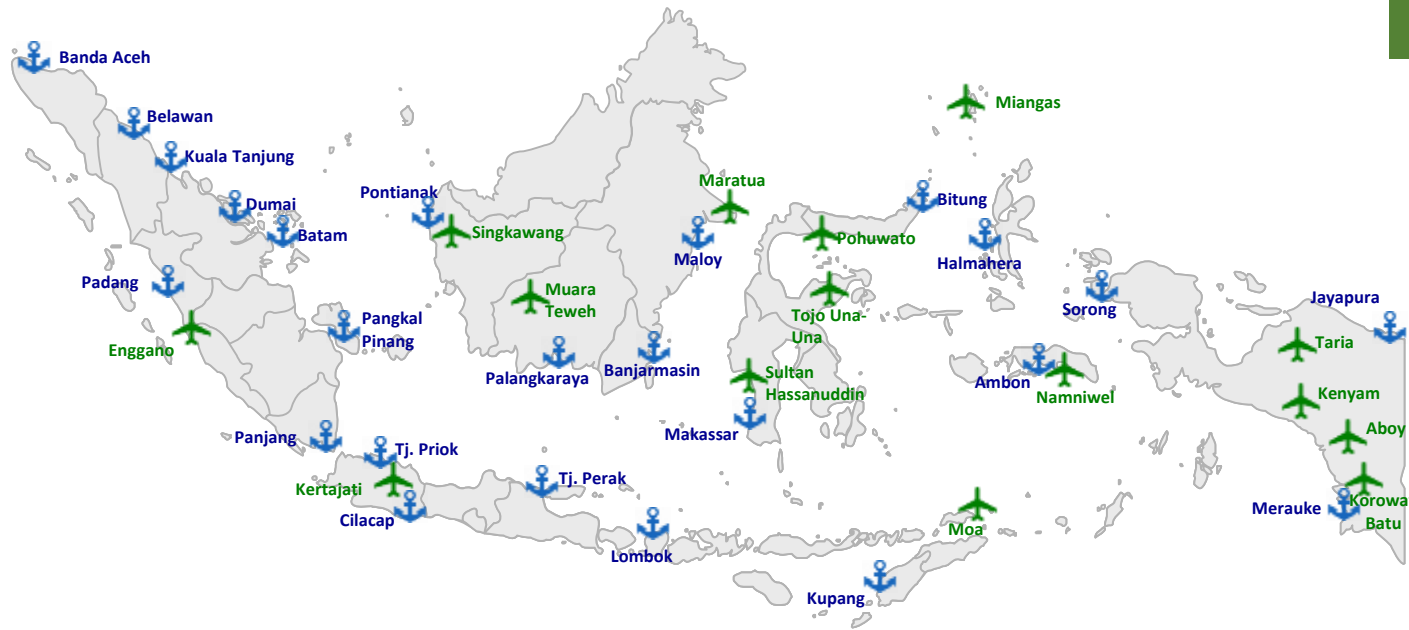 Banda Aceh
Belawan
Kuala Tanjung
Dumai
Batam
Padang
Enggano
Pangkal
Pinang
Panjang
Tj. Priok
Kertajati
Cilacap
Tj. Perak
Lombok
Pontianak
Singkawang
Muara
Teweh
Palangkaraya
Banjarmasin
Maratua
Maloy
Miangas
Bitung
Pohuwato
Halmahera
Tojo Una-
Una
Sultan
Hassanuddin
Makassar
Ambon
Namniwel
Moa
Kupang
Sorong
Jayapura
Taria
Kenyam
Aboy
Korowa
Batu
Merauke